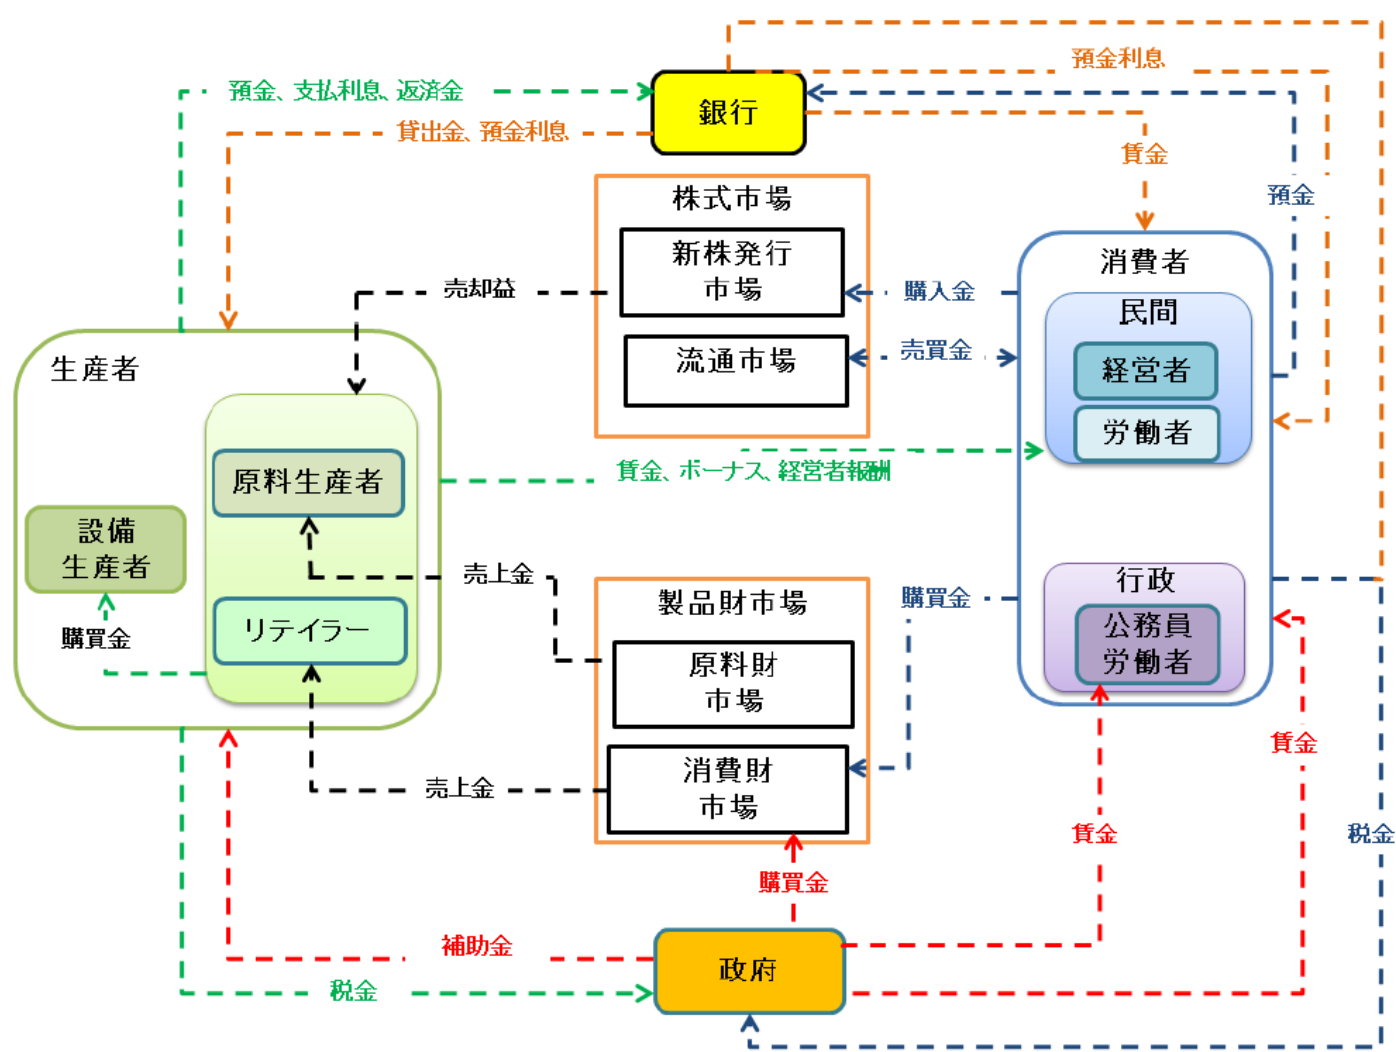 預金利息
預金、支払利息、返済金
銀行
貸出金、預金利息
賃金
預金
株式市場
新株発行
市場
売却益
購入金
流通市場
売買金
消費者
民間
経営者
労働者
生産者
原料生産者
賃金、ボーナス、経営者報酬
設備
生産者
売上金
リテイラー
購買金
製品財市場
原料財
市場
購買金
行政
公務員
労働者
消費財
市場
売上金
賃金
賃金
税金
購買金
補助金
政府
税金